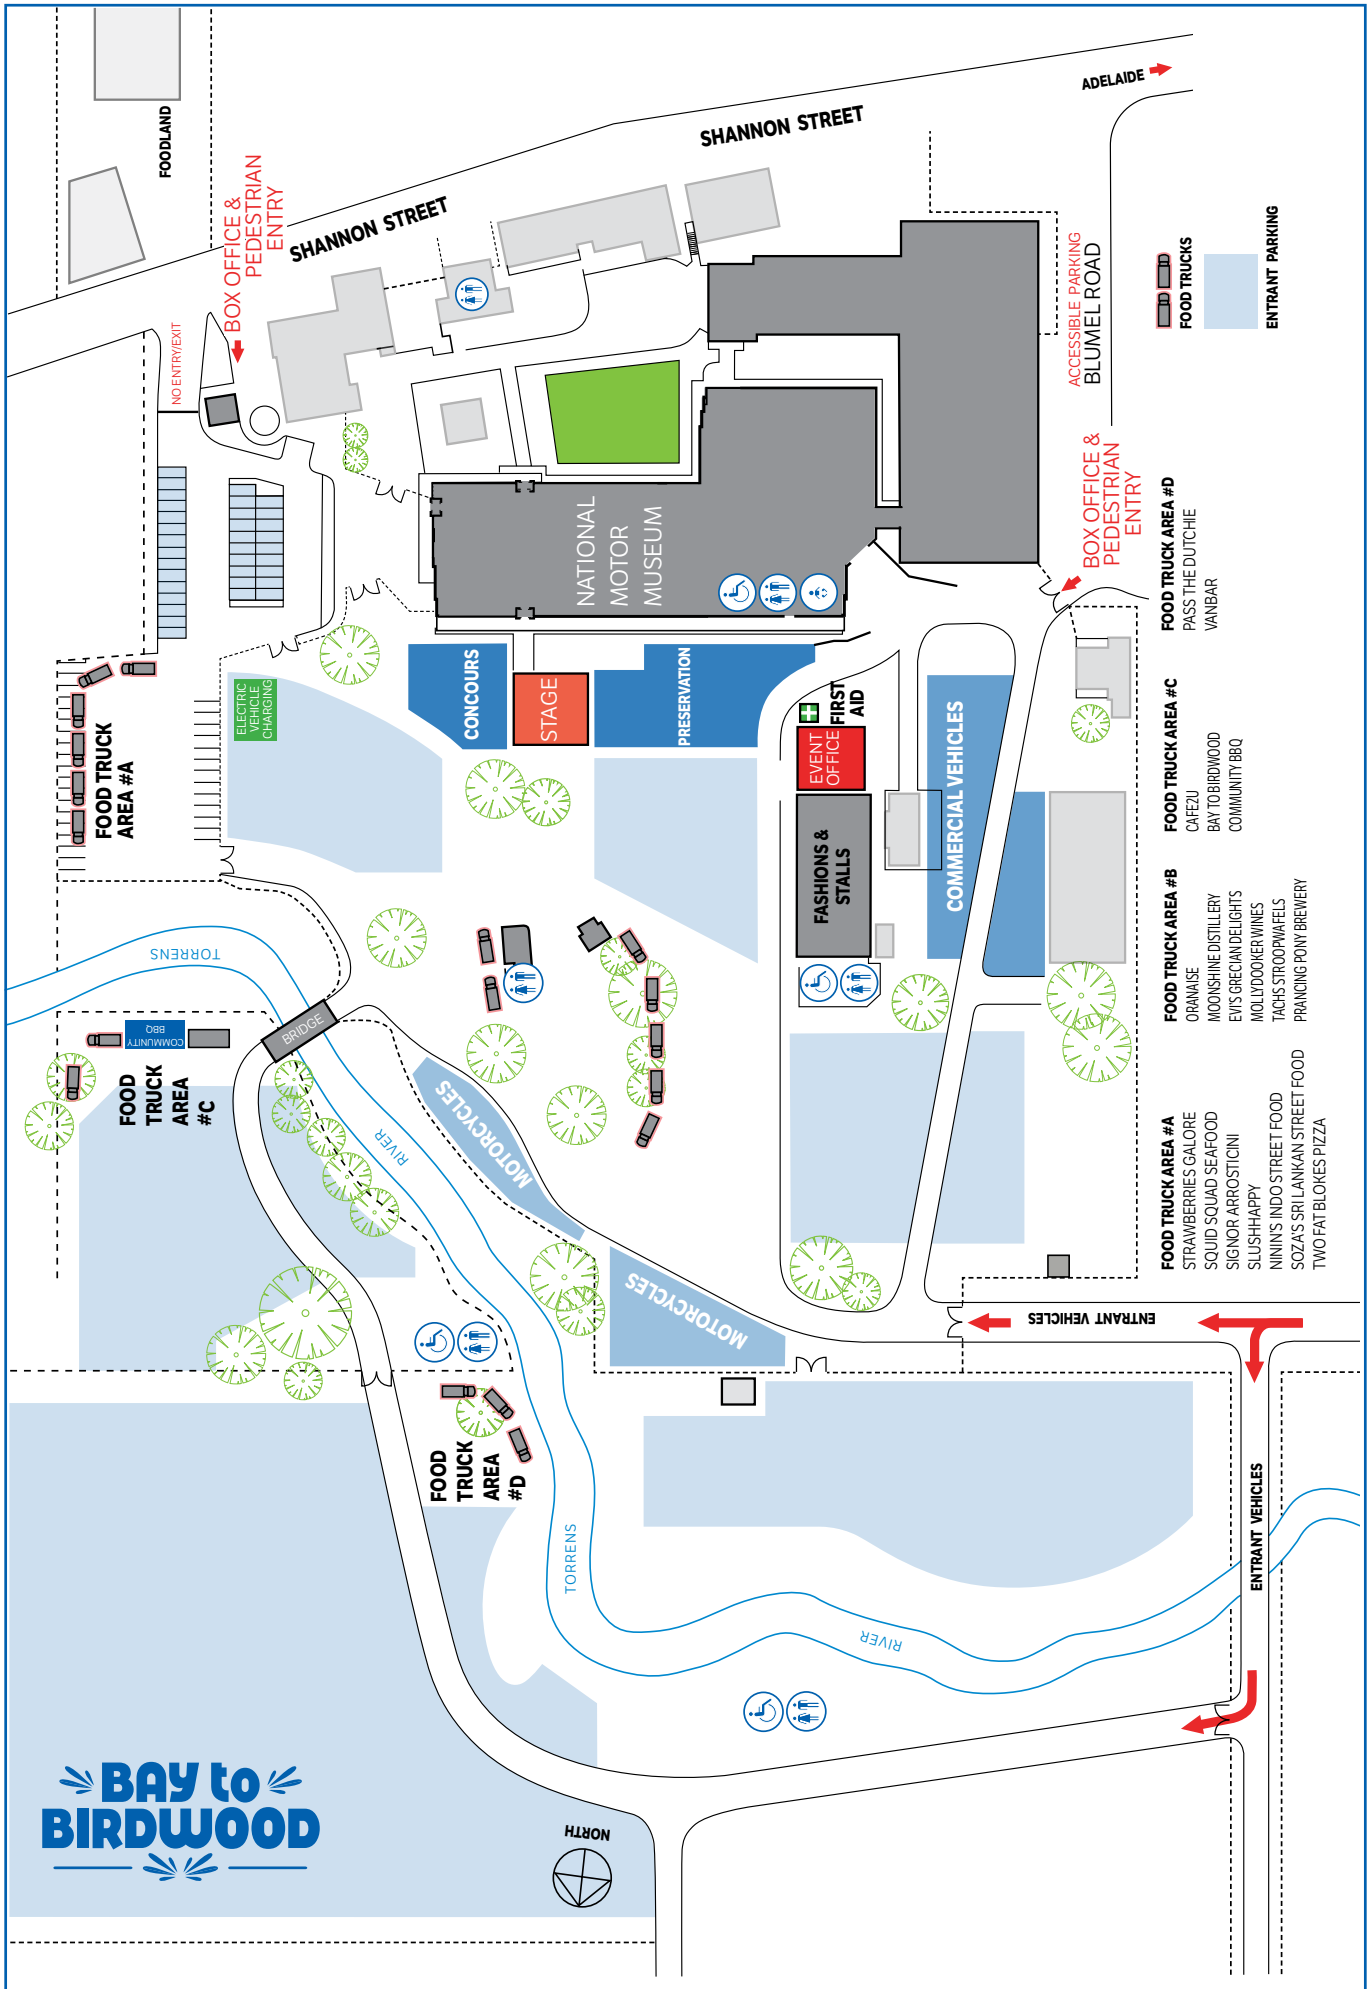 FOODLAND
BOX OFFICE &
PEDESTRIAN
ENTRY
SHANNON STREET
SHANNON STREET
ADELAIDE
NO ENTRY/EXIT
ACCESSIBLE PARKING
BLUMEL ROAD
FOOD TRUCKS
ENTRANT PARKING
BOX OFFICE &
PEDESTRIAN
ENTRY
NATIONAL
MOTOR
MUSEUM
FOOD TRUCK
AREA #A
ELECTRIC
VEHICLE
CHARGING
CONCOURS
STAGE
PRESERVATION
FIRST
AID
EVENT
OFFICE
FASHIONS &
STALLS
COMMERCIAL VEHICLES
TORRENS
BRIDGE
COMMUNITY
BBQ
FOOD
TRUCK
AREA
#C
RIVER
MOTORCYCLES
MOTORCYCLES
ENTRANT VEHICLES
FOOD
TRUCK
AREA
#D
TORRENS
RIVER
ENTRANT VEHICLES
FOOD TRUCK AREA #A
STRAWBERRIES GALORE
SQUID SQUAD SEAFOOD
SIGNOR ARROSTICINI
SLUSHHAPPY
NINI'S INDO STREET FOOD
SOZA'S SRI LANKAN STREET FOOD
TWO FAT BLOKES PIZZA
FOOD TRUCK AREA #B
ORANAISE
MOONSHINE DISTILLERY
EVI'S GRECIAN DELIGHTS
MOLLYDOOKER WINES
TACHS STROOPWAFELS
PRANCING PONY BREWERY
FOOD TRUCK AREA #C
CAFE2U
BAY TO BIRDWOOD
COMMUNITY BBQ
FOOD TRUCK AREA #D
PASS THE DUTCHIE
VANBAR
BAY to
BIRDWOOD
NORTH